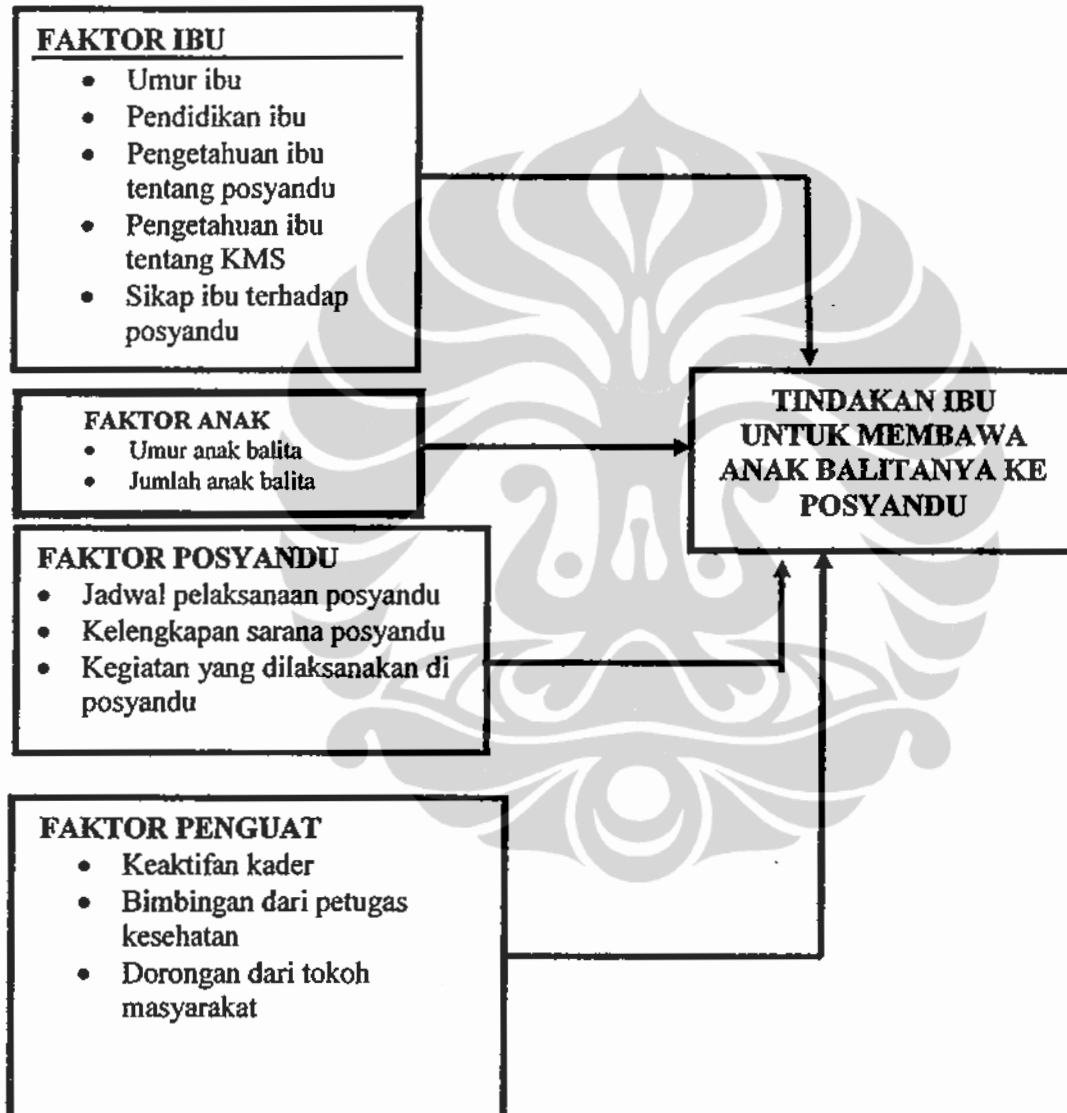 FAKTOR IBU
• Umur ibu
• Pendidikan ibu
• Pengetahuan ibu
tentang posyandu
• Pengetahuan ibu
tentang KMS
• Sikap ibu terhadap
posyandu
FAKTOR ANAK
• Umur anak balita
• Jumlah anak balita
FAKTOR POSYANDU
• Jadwal pelaksanaan posyandu
• Kelengkapan sarana posyandu
• Kegiatan yang dilaksanakan di
posyandu
FAKTOR PENGUAT
• Keaktifan kader
• Bimbingan dari petugas
kesehatan
• Dorongan dari tokoh
masyarakat
TINDAKAN IBU
UNTUK MEMBAWA
ANAK BALITANYA KE
POSYANDU